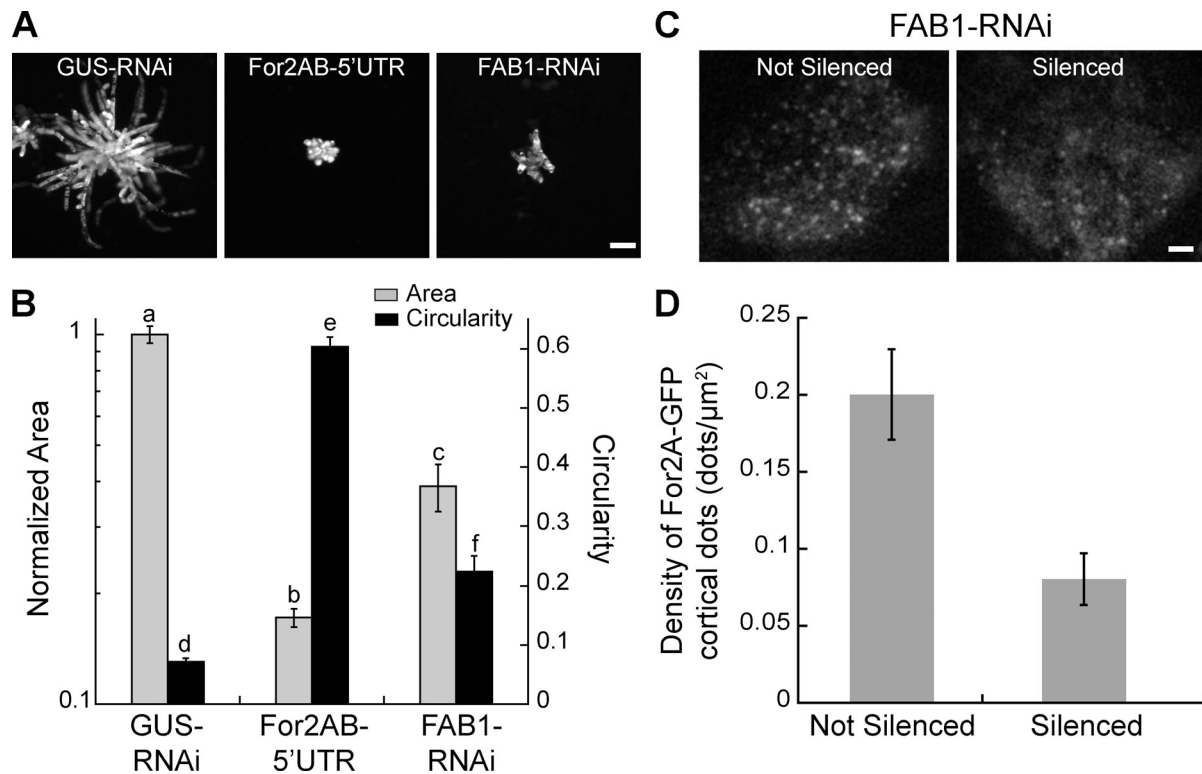 A
GUS-RNAi
For2AB-5'UTR
FAB1-RNAi
C
FAB1-RNAi
Not Silenced
Silenced
B
Area
Circularity
Normalized Area
1
0.1
a
d
b
e
c
f
Circularity
0.6
0.5
0.4
0.3
0.2
0.1
0
GUS-
RNAi
For2AB-
5'UTR
FAB1-
RNAi
D
Density of For2A-GFP
cortical dots (dots/μm²)
0.25
0.2
0.15
0.1
0.05
0
Not Silenced
Silenced